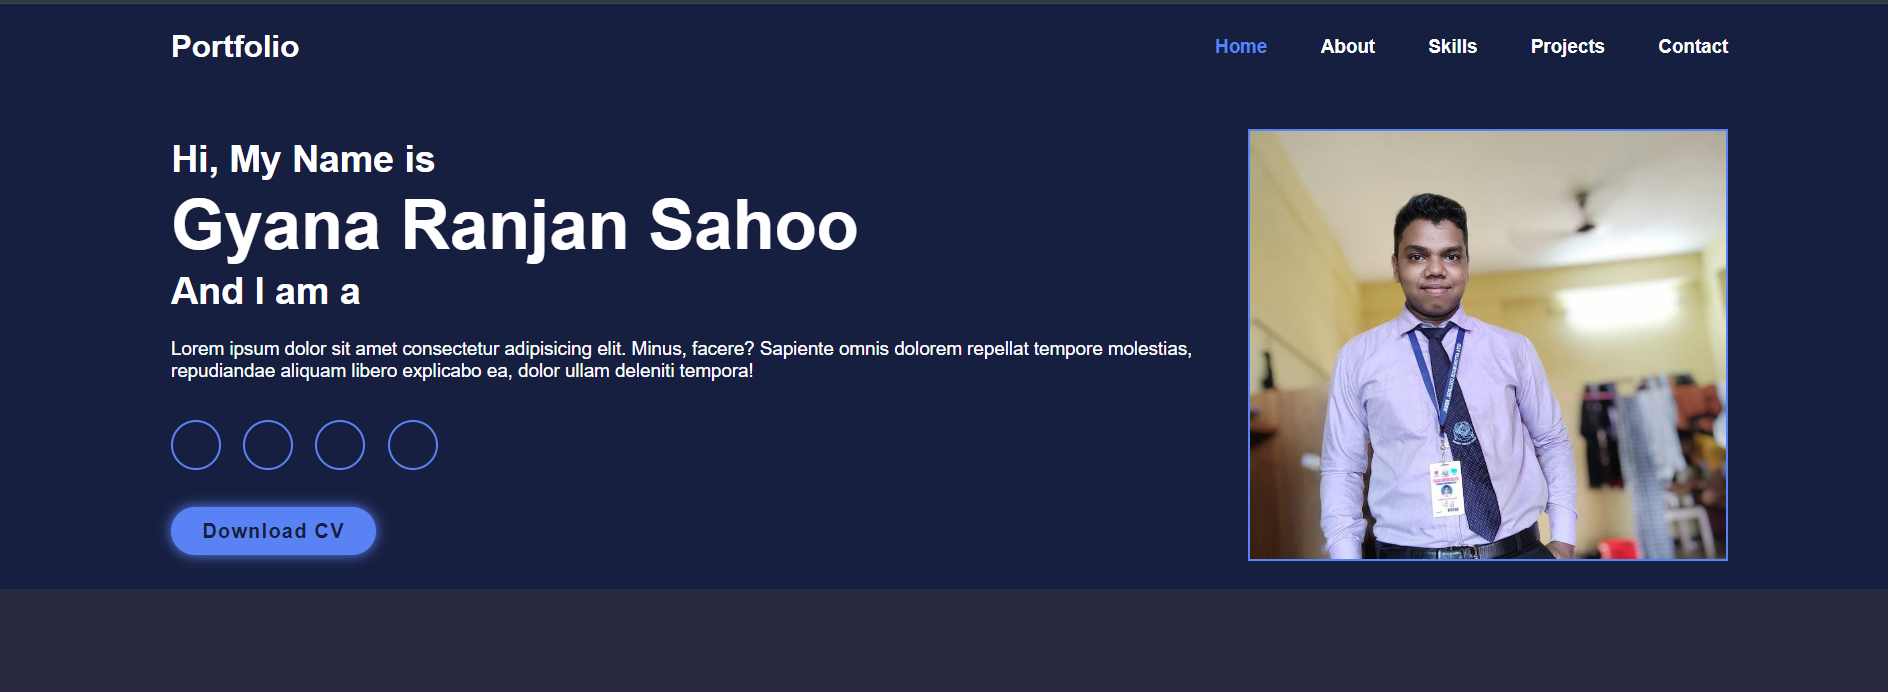 Portfolio
Home About Skills Projects Contact
Hi, My Name is
Gyana Ranjan Sahoo
And I am a
Lorem ipsum dolor sit amet consectetur adipisicing elit. Minus, facere? Sapiente omnis dolorem repellat tempore molestias,
repudiandae aliquam libero explicabo ea, dolor ullam deleniti tempora!
Download CV